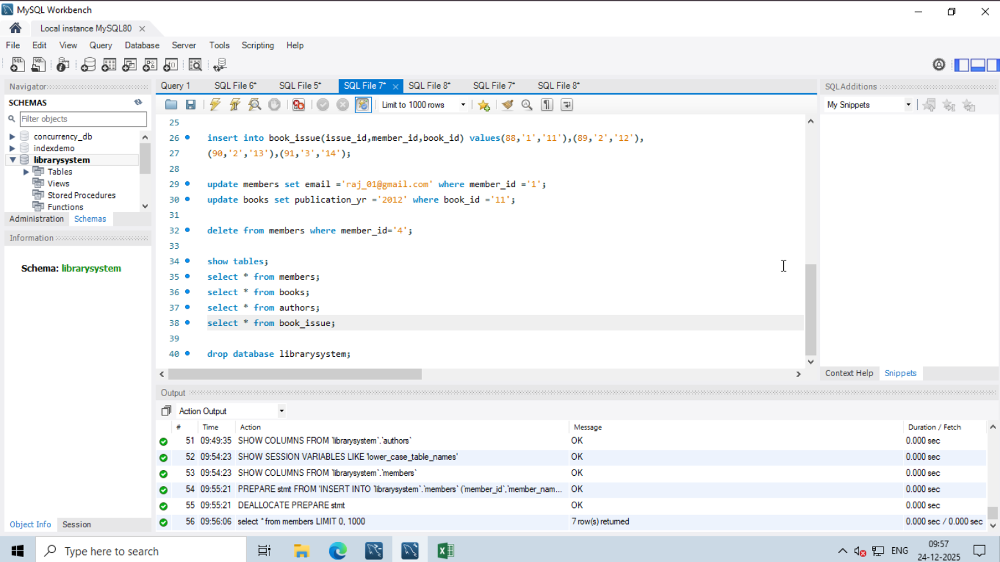 MySQL Workbench
Local instance MySQL80
File Edit View Query Database Server Tools Scripting Help
Navigator
SCHEMAS
Filter objects
concurrency_db
indexdemo
librarysystem
Tables
Views
Stored Procedures
Functions
Administration Schemas
Information
Schema: librarysystem
Object Info Session
Query 1 SQL File 6* SQL File 5* SQL File 7* SQL File 8* SQL File 7* SQL File 8*
Limit to 1000 rows
25
26 insert into book_issue(issue_id,member_id,book_id) values(88,'1','11'),(89,'2','12'),
27 (90,'2','13'),(91,'3','14');
28
29 update members set email ='raj_01@gmail.com' where member_id ='1';
30 update books set publication_yr ='2012' where book_id ='11';
31
32 delete from members where member_id='4';
33
34 show tables;
35 select * from members;
36 select * from books;
37 select * from authors;
38 select * from book_issue;
39
40 drop database librarysystem;
SQLAdditions
My Snippets
Context Help Snippets
Output
Action Output
# Time Action Message Duration / Fetch
51 09:49:35 SHOW COLUMNS FROM `librarysystem`.`authors` OK 0.000 sec
52 09:54:23 SHOW SESSION VARIABLES LIKE 'lower_case_table_names' OK 0.000 sec
53 09:54:23 SHOW COLUMNS FROM `librarysystem`.`members` OK 0.000 sec
54 09:55:21 PREPARE stmt FROM 'INSERT INTO `librarysystem`.`members` (`member_id`,`member_nam... OK 0.000 sec
55 09:55:21 DEALLOCATE PREPARE stmt OK 0.000 sec
56 09:56:06 select * from members LIMIT 0, 1000 7 row(s) returned 0.000 sec / 0.000 sec
Type here to search
ENG
09:57
24-12-2025